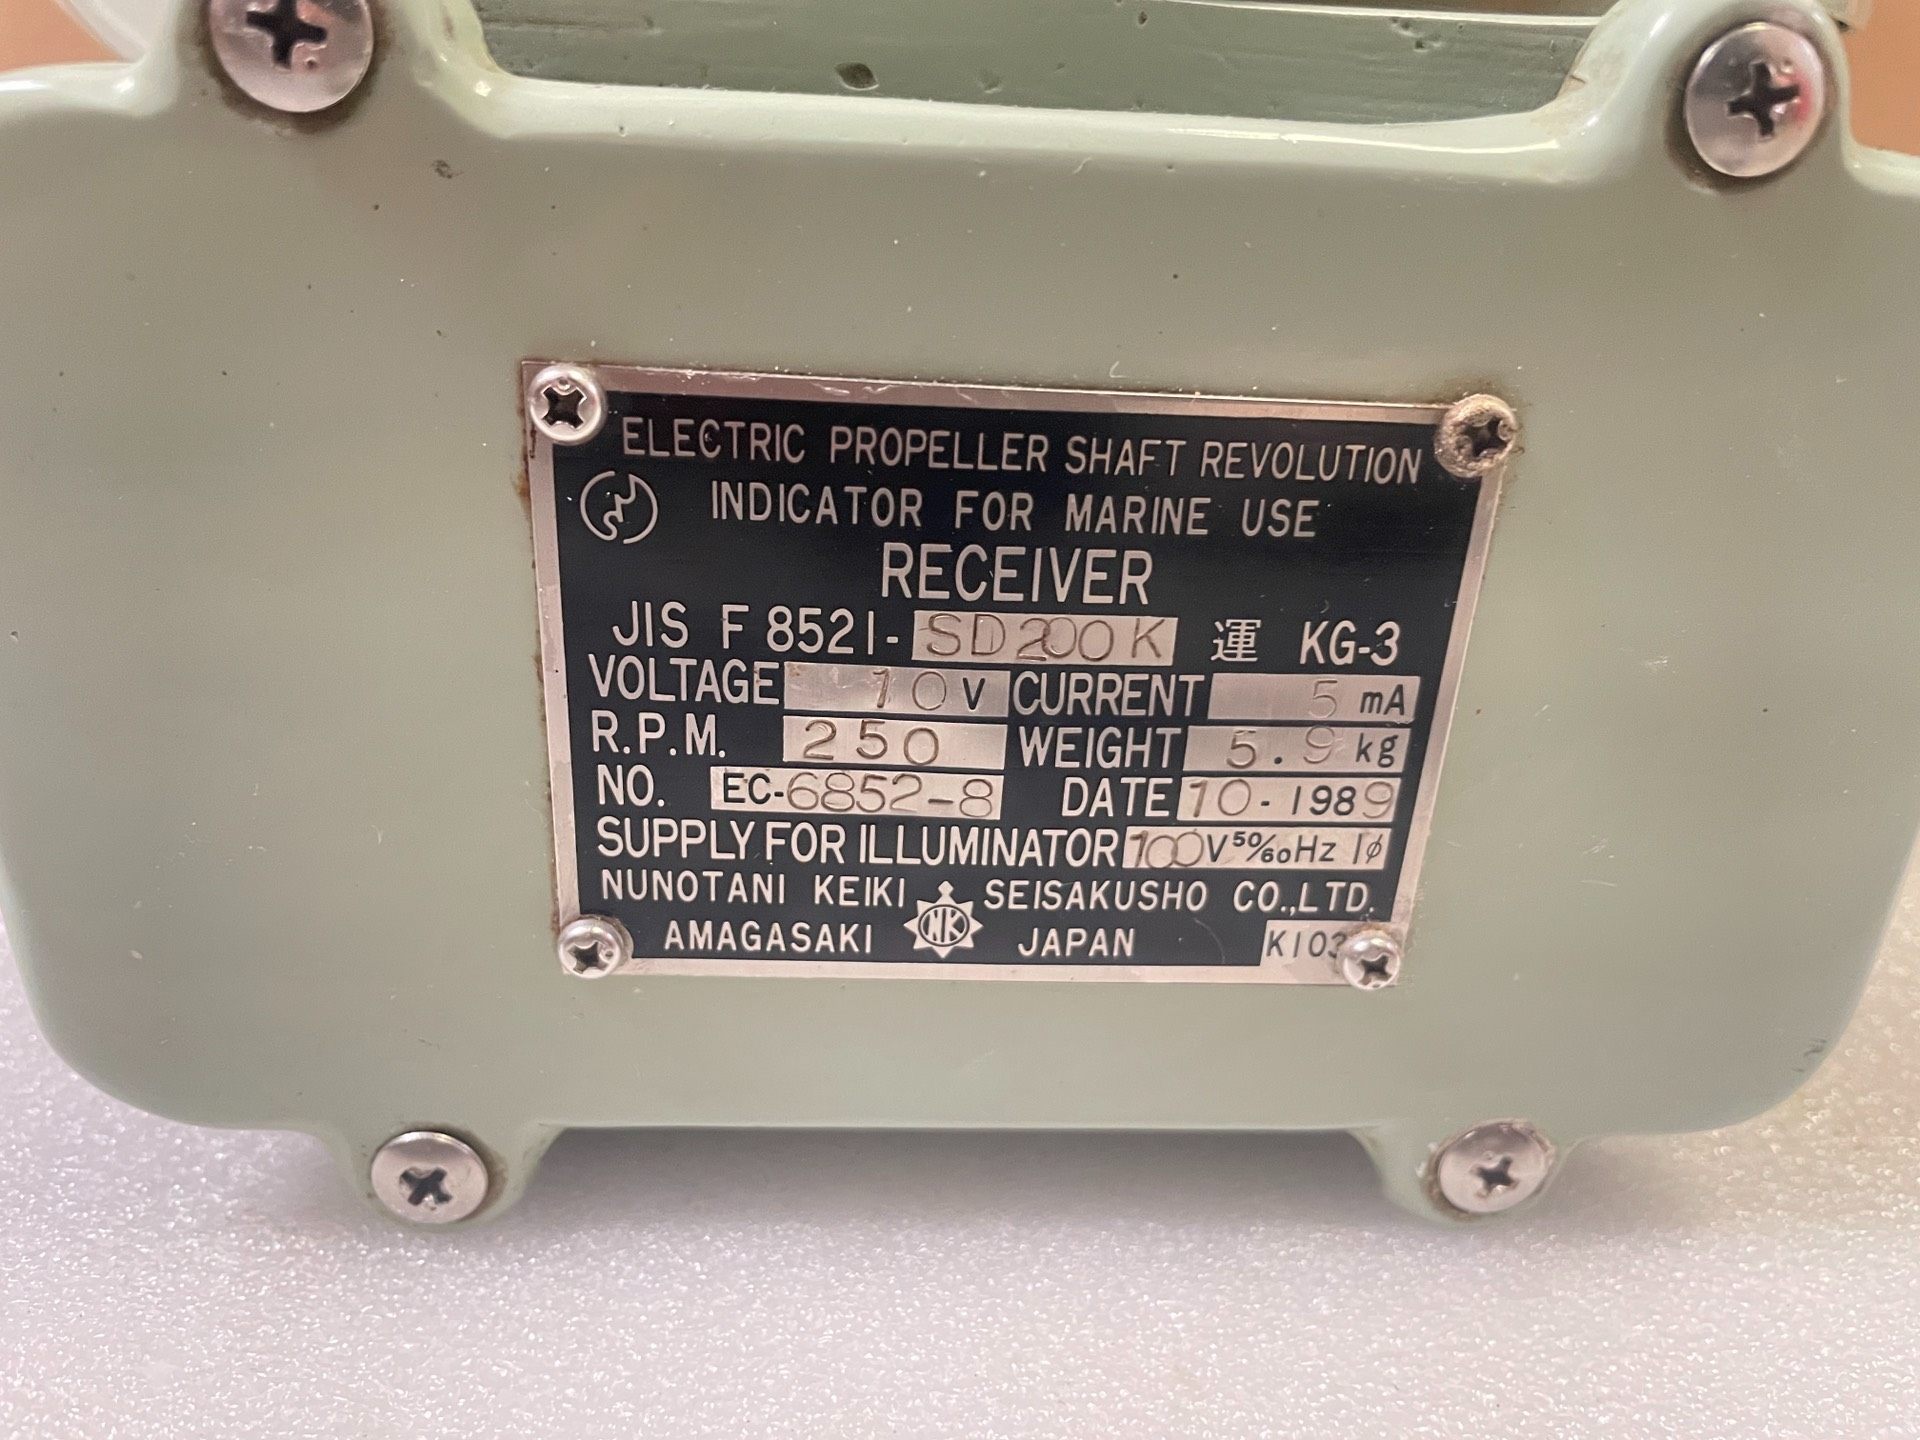 ELECTRIC PROPELLER SHAFT REVOLUTION
INDICATOR FOR MARINE USE
RECEIVER
JIS F 8521- SD200K 運 KG-3
VOLTAGE 10 V CURRENT 5 mA
R.P.M. 250 WEIGHT 5.9 kg
NO. EC-6852-8 DATE 10-1989
SUPPLY FOR ILLUMINATOR 100V 50/60Hz 1ϕ
NUNOTANI KEIKI NK SEISAKUSHO CO.,LTD.
AMAGASAKI JAPAN